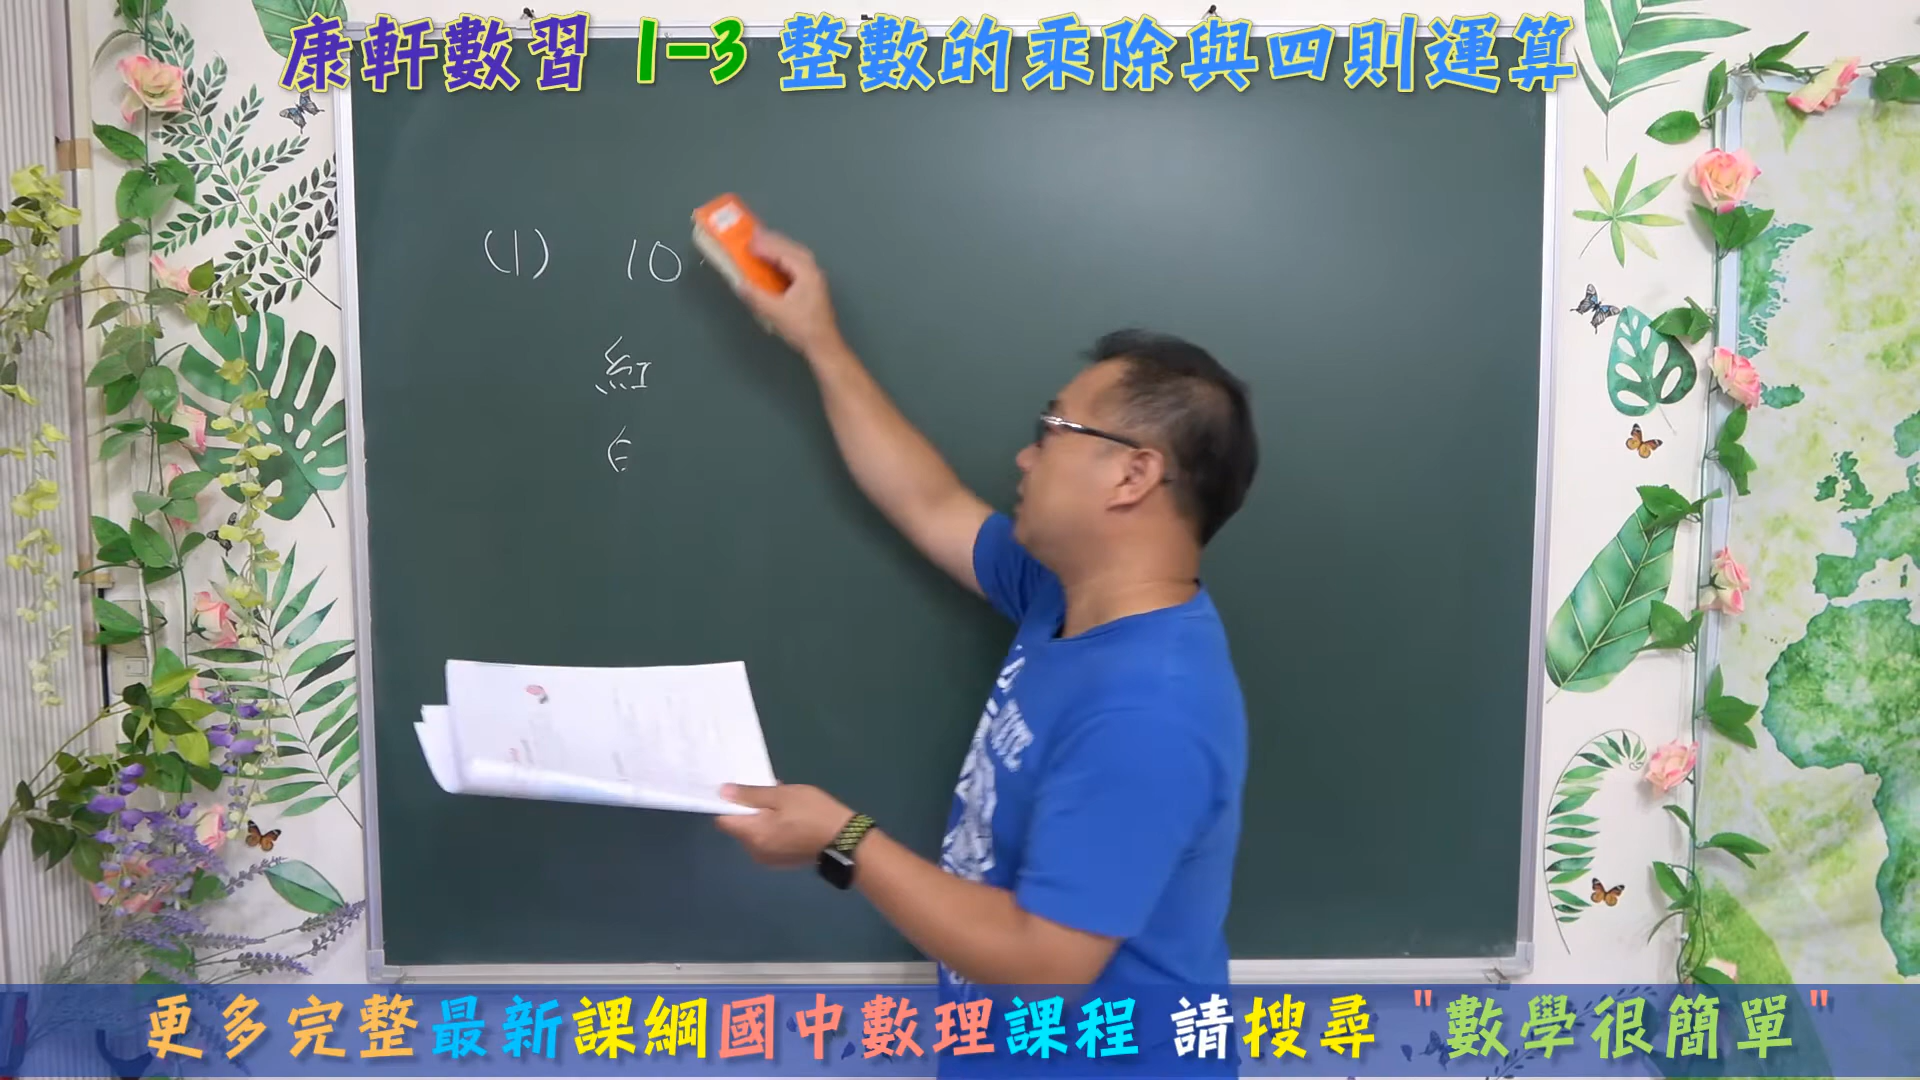 康軒數習 1-3 整數的乘除與四則運算
(1) 10
紅
更多完整最新課綱國中數理課程 請搜尋 "數學很簡單"